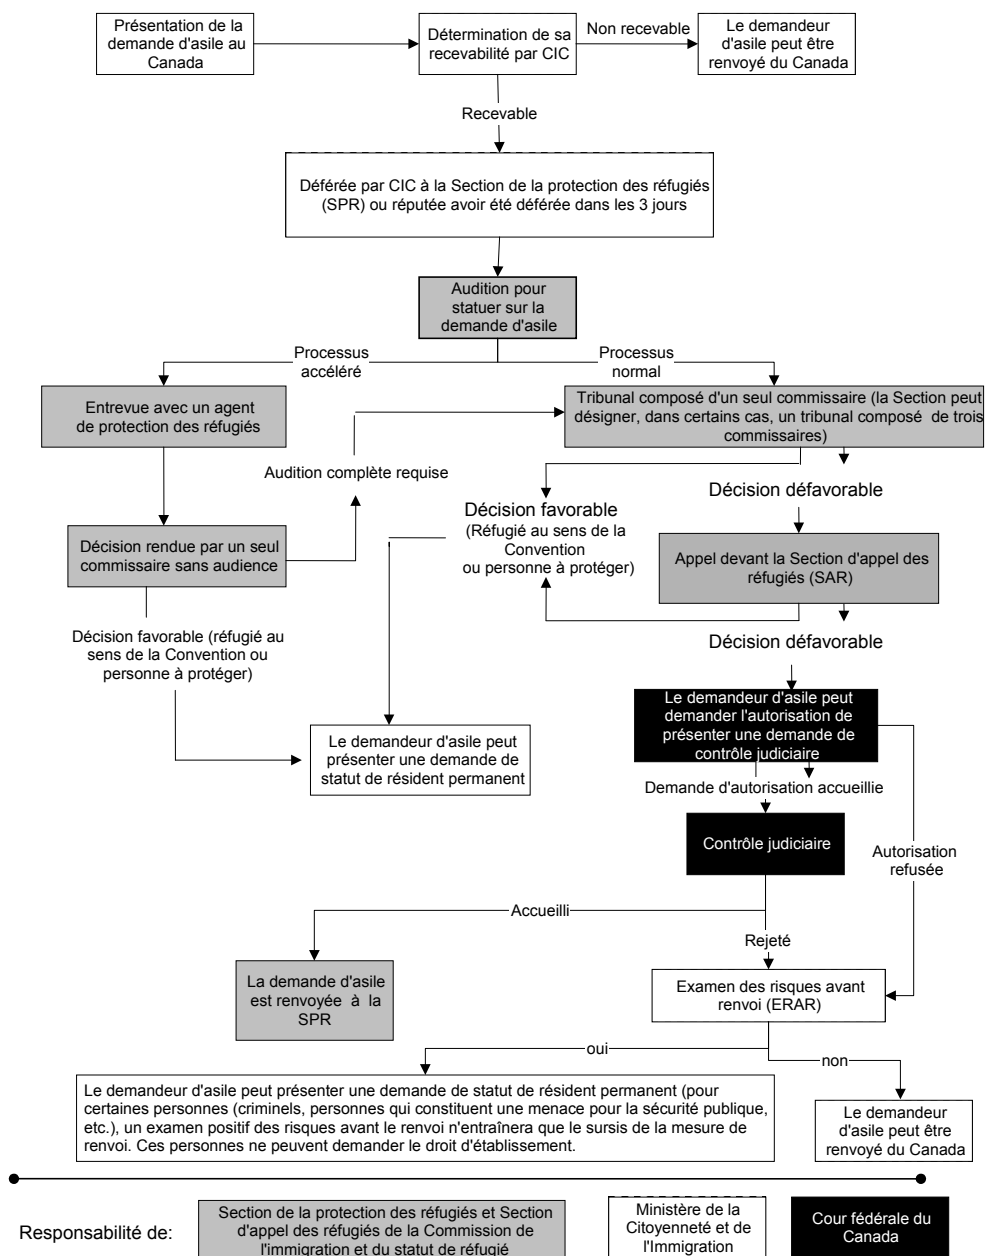 Présentation de la
demande d'asile au
Canada
Détermination de sa
recevabilité par CIC
Non recevable
Le demandeur
d'asile peut être
renvoyé du Canada
Recevable
Déférée par CIC à la Section de la protection des réfugiés
(SPR) ou réputée avoir été déférée dans les 3 jours
Audition pour
statuer sur la
demande d'asile
Processus
accéléré
Processus
normal
Entrevue avec un agent
de protection des réfugiés
Tribunal composé d'un seul commissaire (la Section peut
désigner, dans certains cas, un tribunal composé de trois
commissaires)
Audition complète requise
Décision défavorable
Décision favorable
(Réfugié au sens de la
Convention
ou personne à protéger)
Décision rendue par un seul
commissaire sans audience
Appel devant la Section d'appel des
réfugiés (SAR)
Décision favorable (réfugié au
sens de la Convention ou
personne à protéger)
Décision défavorable
Le demandeur d'asile peut
demander l'autorisation de
présenter une demande de
contrôle judiciaire
Le demandeur d'asile peut
présenter une demande de
statut de résident permanent
Demande d'autorisation accueillie
Contrôle judiciaire
Autorisation
refusée
Accueilli
Rejeté
La demande d'asile
est renvoyée à la
SPR
Examen des risques avant
renvoi (ERAR)
oui
non
Le demandeur d'asile peut présenter une demande de statut de résident permanent (pour
certaines personnes (criminels, personnes qui constituent une menace pour la sécurité publique,
etc.), un examen positif des risques avant le renvoi n'entraînera que le sursis de la mesure de
renvoi. Ces personnes ne peuvent demander le droit d'établissement.
Le demandeur
d'asile peut être
renvoyé du Canada
Responsabilité de:
Section de la protection des réfugiés et Section
d'appel des réfugiés de la Commission de
l'immigration et du statut de réfugié
Ministère de la
Citoyenneté et de
l'Immigration
Cour fédérale du
Canada